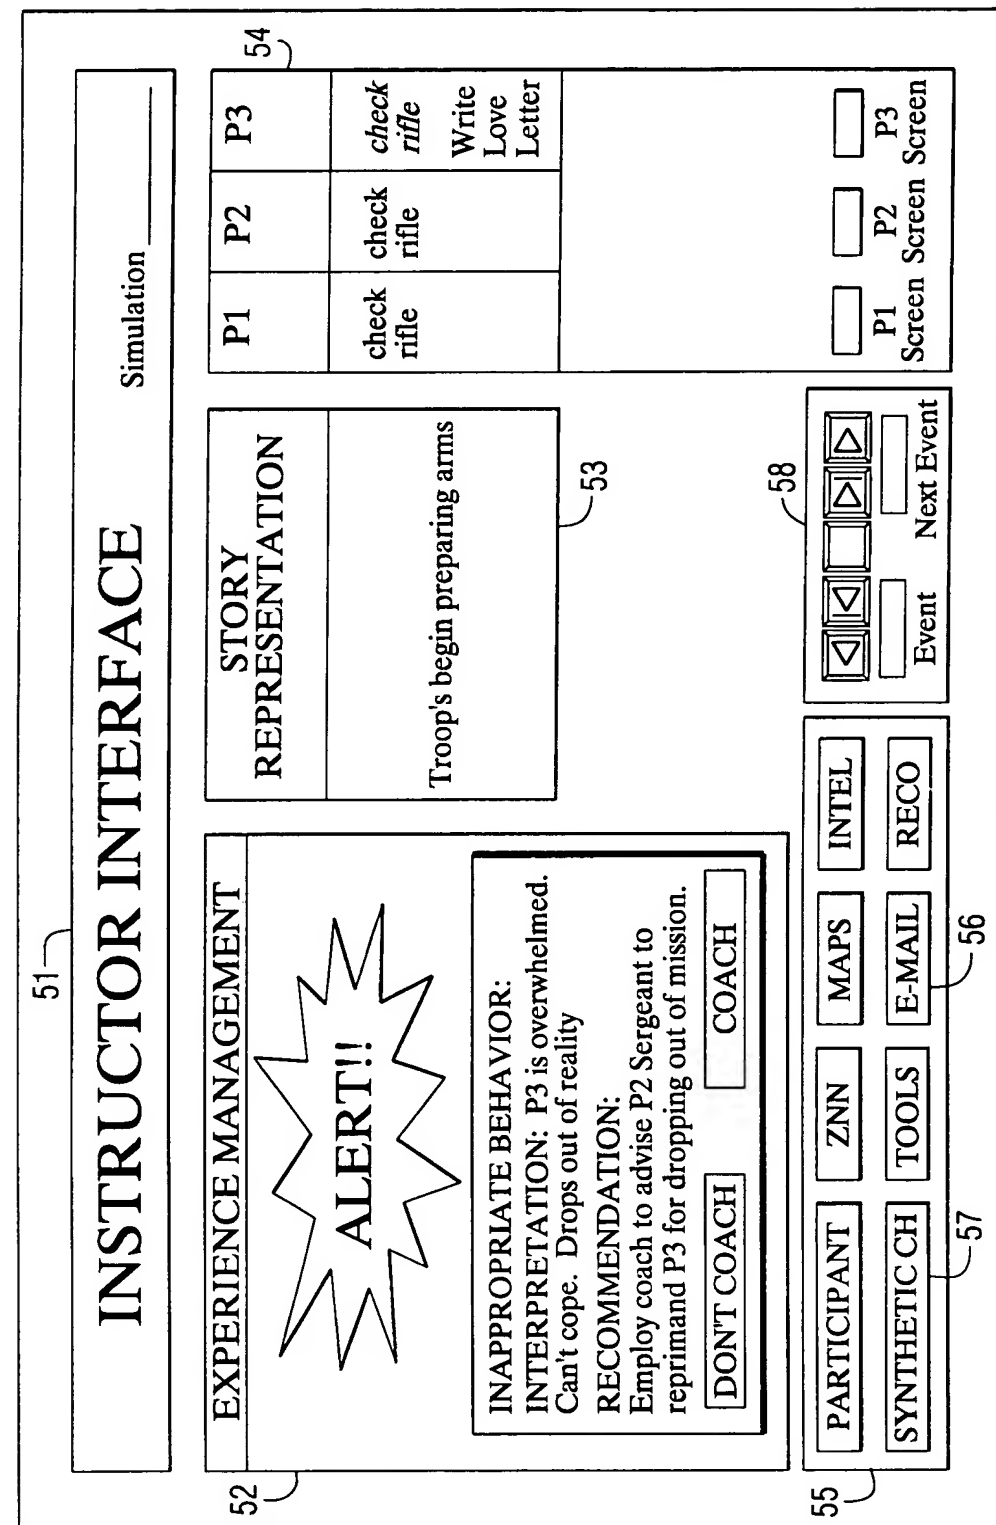 51
INSTRUCTOR INTERFACE
Simulation
52
EXPERIENCE MANAGEMENT
ALERT!!
INAPPROPRIATE BEHAVIOR:
INTERPRETATION: P3 is overwhelmed.
Can't cope. Drops out of reality
RECOMMENDATION:
Employ coach to advise P2 Sergeant to
reprimand P3 for dropping out of mission.
DON'T COACH
COACH
STORY
REPRESENTATION
Troop's begin preparing arms
53
54
P1 P2 P3
check
rifle
check
rifle
check
rifle
Write
Love
Letter
P1
Screen
P2
Screen
P3
Screen
55
PARTICIPANT ZNN MAPS INTEL
SYNTHETIC CH TOOLS E-MAIL RECO
57
56
58
Event
Next Event